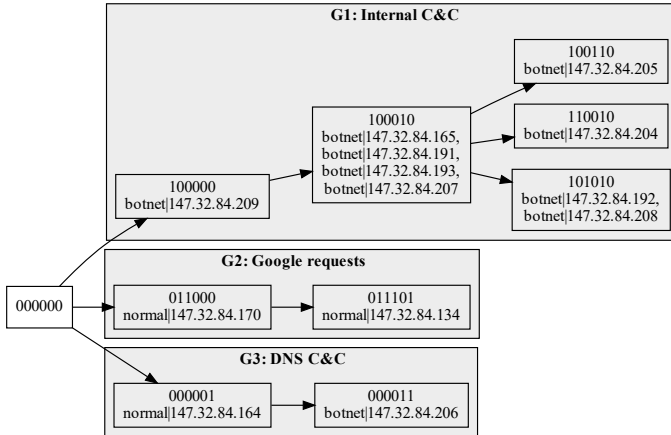 G1: Internal C&C
100110
botnet|147.32.84.205
100010
botnet|147.32.84.165,
botnet|147.32.84.191,
botnet|147.32.84.193,
botnet|147.32.84.207
110010
botnet|147.32.84.204
100000
botnet|147.32.84.209
101010
botnet|147.32.84.192,
botnet|147.32.84.208
000000
G2: Google requests
011000
normal|147.32.84.170
011101
normal|147.32.84.134
G3: DNS C&C
000001
normal|147.32.84.164
000011
botnet|147.32.84.206